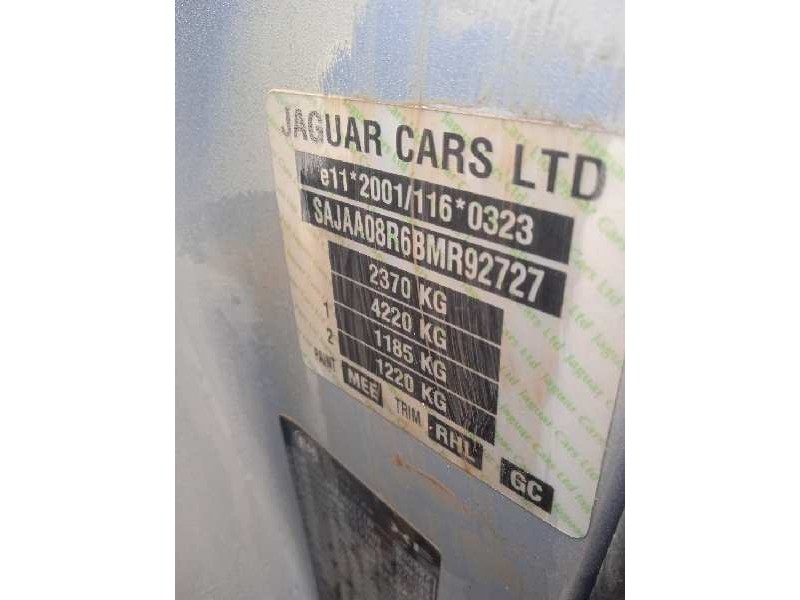 JAGUAR CARS LTD
e11*2001/116*0323
SAJAA08R6BMR92727
2370 KG
4220 KG
1 1185 KG
2 1220 KG
PAINT MEE TRIM RHL GC